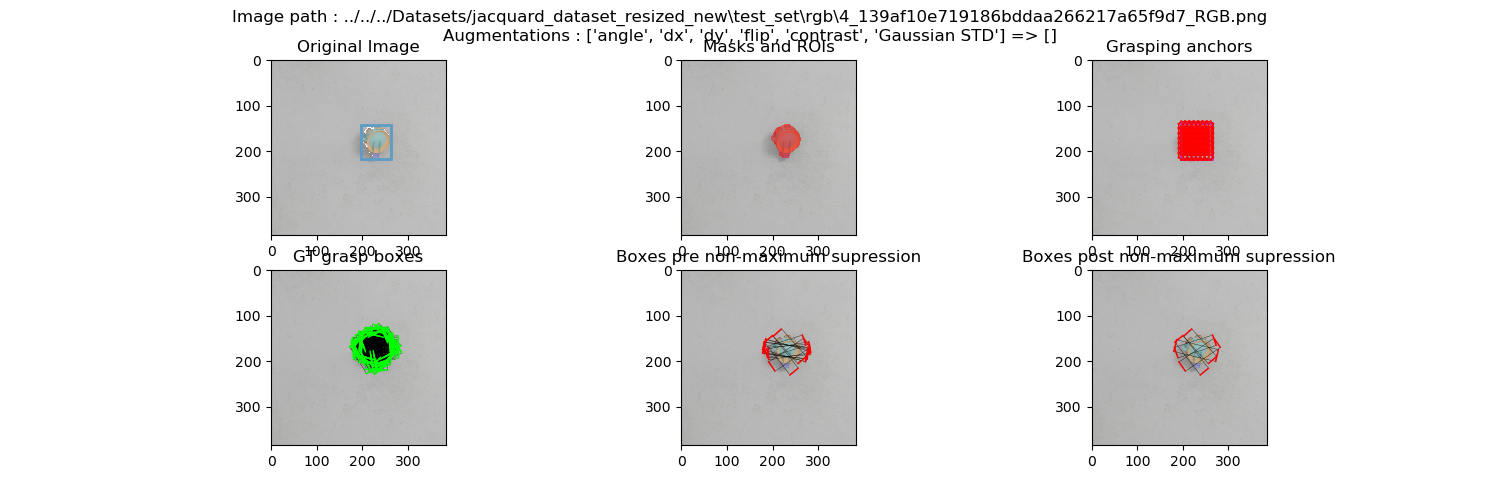 Image path : ../../../Datasets/jacquard_dataset_resized_new\test_set\rgb\4_139af10e719186bddaa266217a65f9d7_RGB.png
Augmentations : ['angle', 'dx', 'dy', 'flip', 'contrast', 'Gaussian STD'] => []
Original Image
Masks and ROIs
Grasping anchors
0
100
200
300
0 100 200 300
0
100
200
300
0 100 200 300
0
100
200
300
0 100 200 300
GT grasp boxes
Boxes pre non-maximum supression
Boxes post non-maximum supression
0
100
200
300
0 100 200 300
0
100
200
300
0 100 200 300
0
100
200
300
0 100 200 300